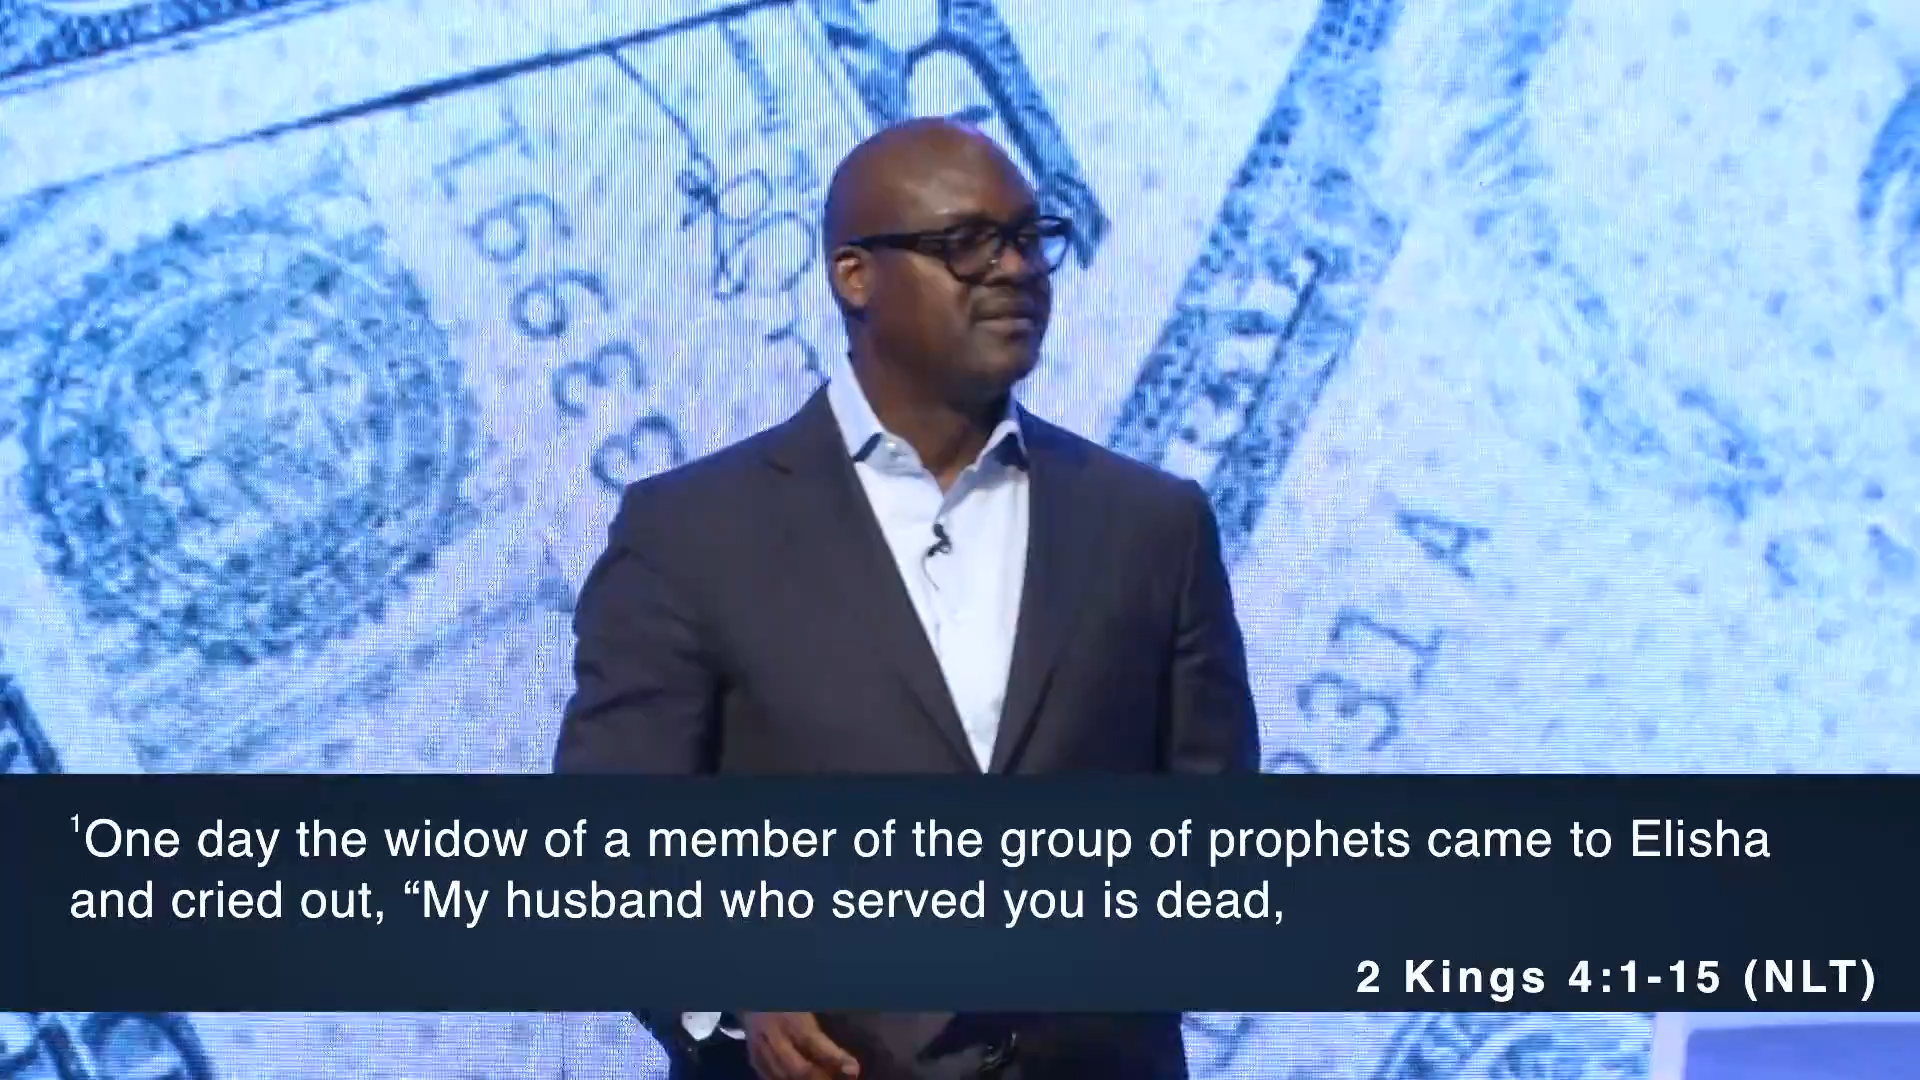 ¹One day the widow of a member of the group of prophets came to Elisha
and cried out, “My husband who served you is dead,
2 Kings 4:1-15 (NLT)